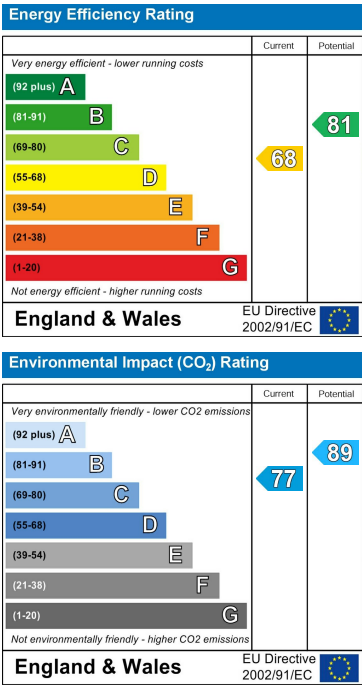 Energy Efficiency Rating
Current Potential
Very energy efficient - lower running costs
(92 plus) A
(81-91) B
81
(69-80) C
68
(55-68) D
(39-54) E
(21-38) F
(1-20) G
Not energy efficient - higher running costs
England & Wales
EU Directive
2002/91/EC
Environmental Impact (CO₂) Rating
Current Potential
Very environmentally friendly - lower CO2 emissions
(92 plus) A
89
(81-91) B
77
(69-80) C
(55-68) D
(39-54) E
(21-38) F
(1-20) G
Not environmentally friendly - higher CO2 emissions
England & Wales
EU Directive
2002/91/EC